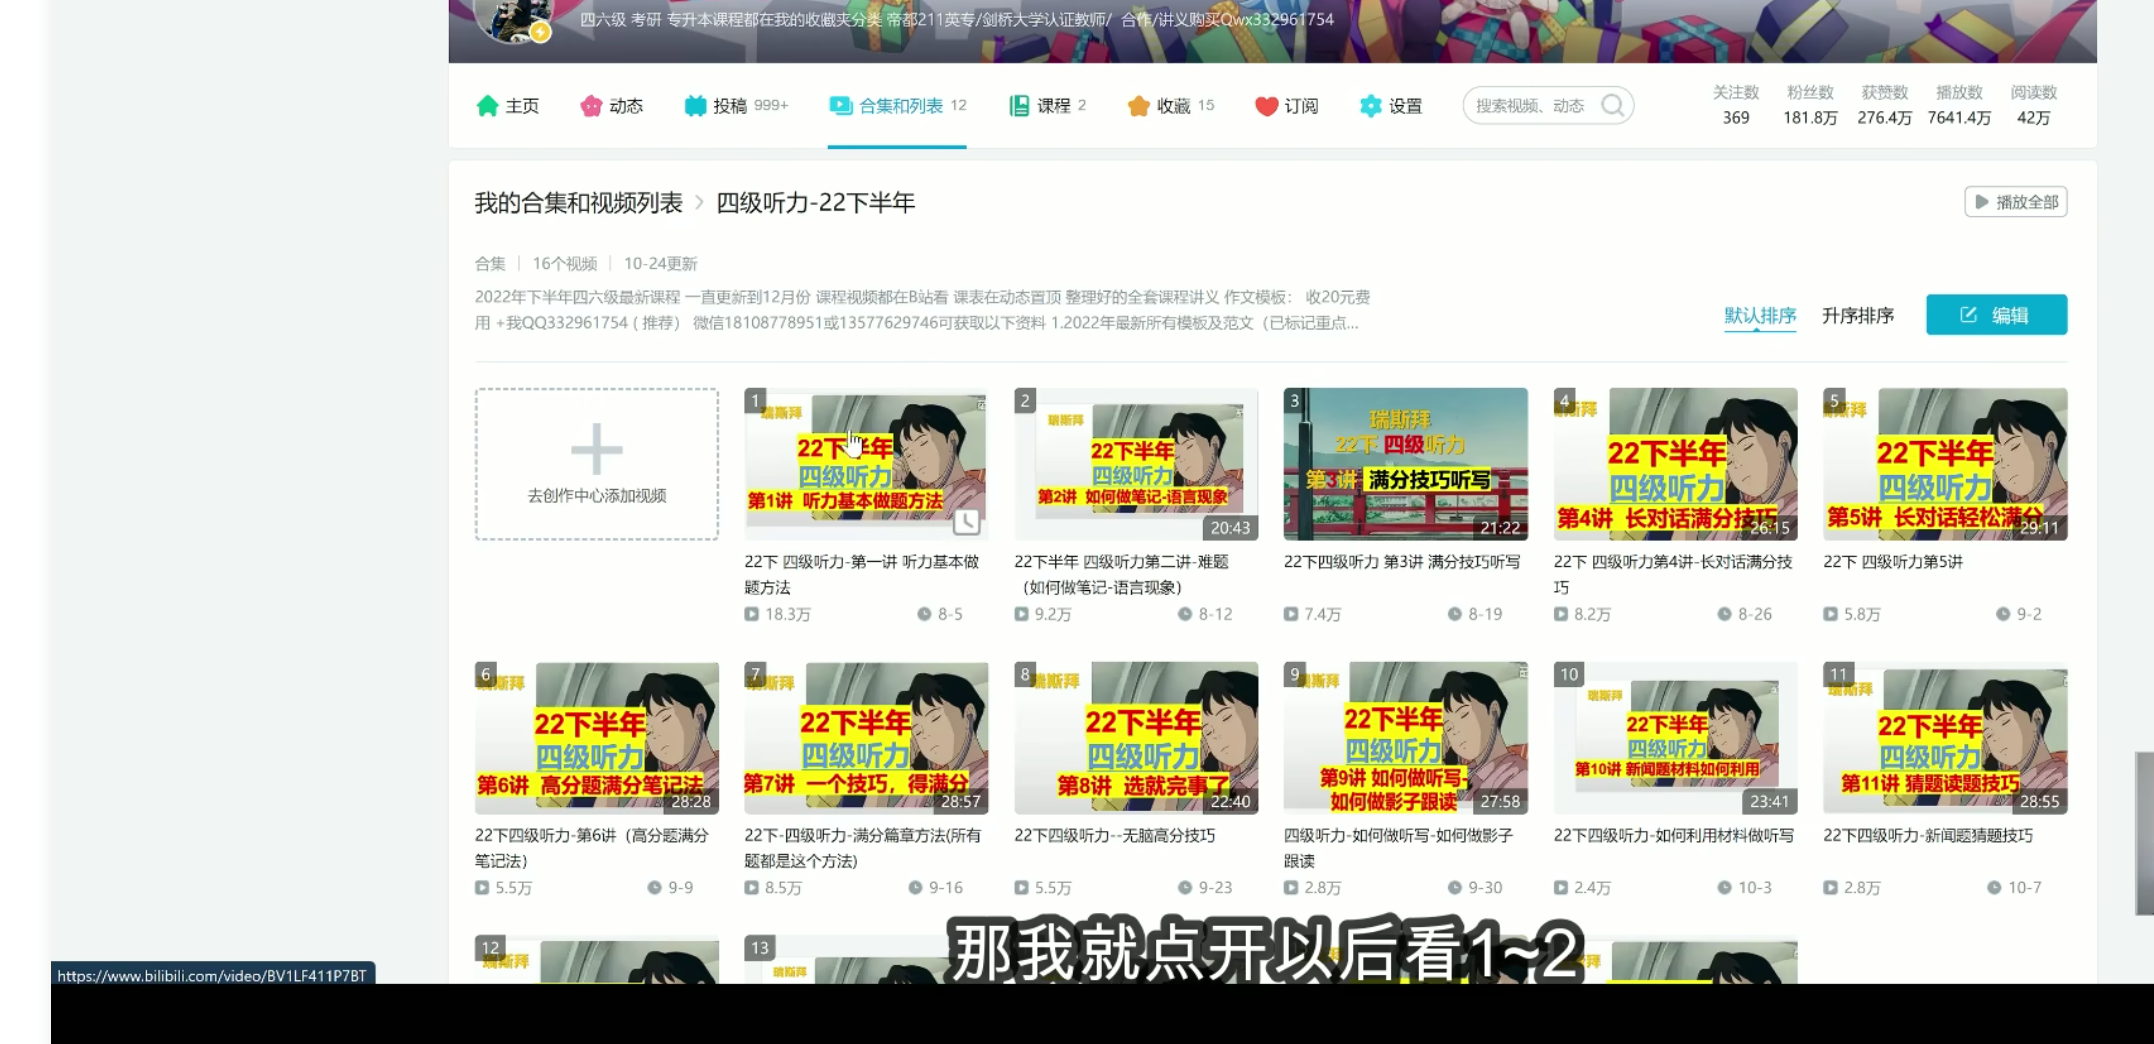 四六级 考研 专升本课程都在我的收藏夹分类 帝都211英专/剑桥大学认证教师/ 合作/讲义购买Qwx332961754
主页 动态 投稿 999+ 合集和列表 12 课程 2 收藏 15 订阅 设置 搜索视频、动态
关注数 粉丝数 获赞数 播放数 阅读数
369 181.8万 276.4万 7641.4万 42万
我的合集和视频列表 > 四级听力-22下半年
播放全部
合集 | 16个视频 | 10-24更新
2022年下半年四六级最新课程 一直更新到12月份 课程视频都在B站看 课表在动态置顶 整理好的全套课程讲义 作文模板： 收20元费
用 +我QQ332961754 ( 推荐） 微信18108778951或13577629746可获取以下资料 1.2022年最新所有模板及范文（已标记重点...
默认排序 升序排序 编辑
去创作中心添加视频
1
瑞斯拜
22下半年
四级听力
第1讲 听力基本做题方法
22下 四级听力-第一讲 听力基本做
题方法
18.3万 8-5
2
瑞斯拜
22下半年
四级听力
第2讲 如何做笔记-语言现象
20:43
22下半年 四级听力第二讲-难题
（如何做笔记-语言现象）
9.2万 8-12
3
瑞斯拜
22下 四级听力
第3讲 满分技巧听写
21:22
22下四级听力 第3讲 满分技巧听写
7.4万 8-19
4
斯拜
22下半年
四级听力
第4讲 长对话满分技巧
26:15
22下 四级听力第4讲-长对话满分技
巧
8.2万 8-26
5
斯拜
22下半年
四级听力
第5讲 长对话轻松满分
29:11
22下 四级听力第5讲
5.8万 9-2
6
斯拜
22下半年
四级听力
第6讲 高分题满分笔记法
28:28
22下四级听力-第6讲（高分题满分
笔记法）
5.5万 9-9
7
斯拜
22下半年
四级听力
第7讲 一个技巧，得满分
28:57
22下-四级听力-满分篇章方法(所有
题都是这个方法)
8.5万 9-16
8
瑞斯拜
22下半年
四级听力
第8讲 选就完事了
22:40
22下四级听力--无脑高分技巧
5.5万 9-23
9
斯拜
22下半年
四级听力
第9讲 如何做听写-
如何做影子跟读
27:58
四级听力-如何做听写-如何做影子
跟读
2.8万 9-30
10
瑞斯拜
22下半年
四级听力
第10讲 新闻题材料如何利用
23:41
22下四级听力-如何利用材料做听写
2.4万 10-3
11
瑞斯拜
22下半年
四级听力
第11讲 猜题读题技巧
28:55
22下四级听力-新闻题猜题技巧
2.8万 10-7
12
瑞斯拜
13
瑞斯拜
拜
那我就点开以后看1~2
https://www.bilibili.com/video/BV1LF411P7BT